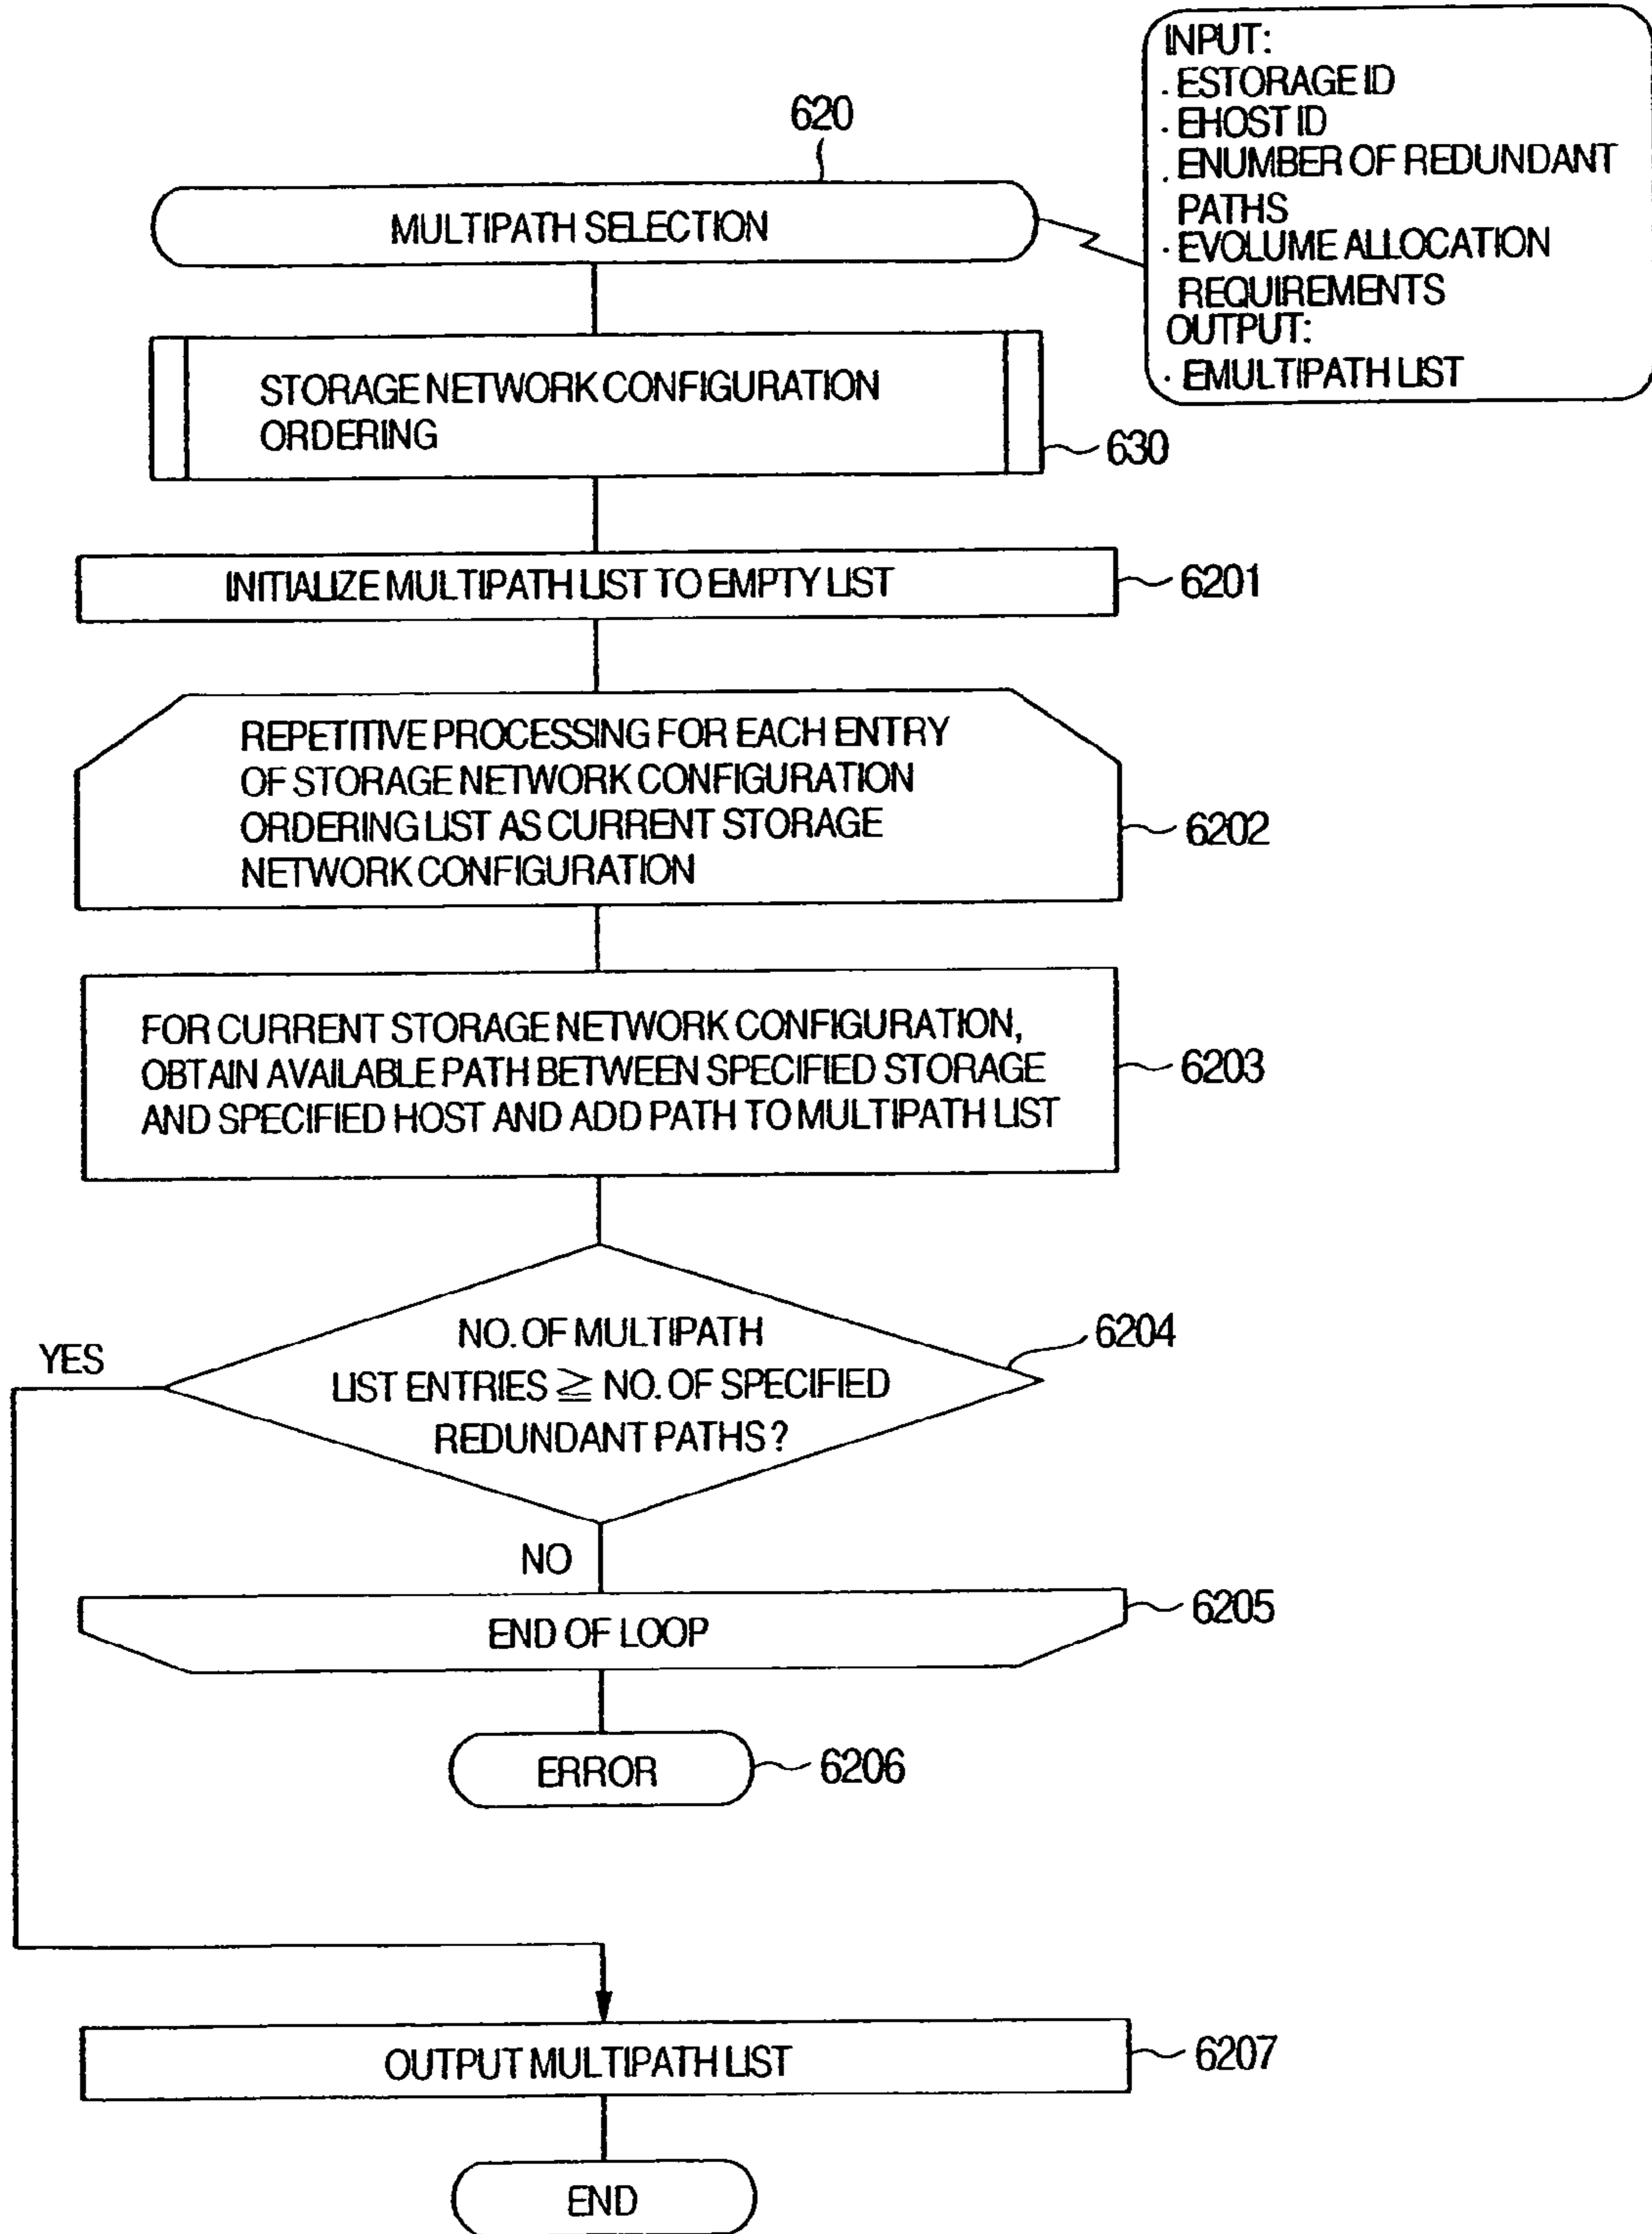 INPUT:
· ESTORAGE ID
· EHOST ID
. ENUMBER OF REDUNDANT
PATHS
· EVOLUME ALLOCATION
REQUIREMENTS
OUTPUT:
· EMULTIPATH LIST
620
MULTIPATH SELECTION
STORAGE NETWORK CONFIGURATION
ORDERING
630
INITIALIZE MULTIPATH LIST TO EMPTY LIST
6201
REPETITIVE PROCESSING FOR EACH ENTRY
OF STORAGE NETWORK CONFIGURATION
ORDERING LIST AS CURRENT STORAGE
NETWORK CONFIGURATION
6202
FOR CURRENT STORAGE NETWORK CONFIGURATION,
OBTAIN AVAILABLE PATH BETWEEN SPECIFIED STORAGE
AND SPECIFIED HOST AND ADD PATH TO MULTIPATH LIST
6203
NO. OF MULTIPATH
LIST ENTRIES ≧ NO. OF SPECIFIED
REDUNDANT PATHS?
6204
YES
NO
END OF LOOP
6205
ERROR
6206
OUTPUT MULTIPATH LIST
6207
END